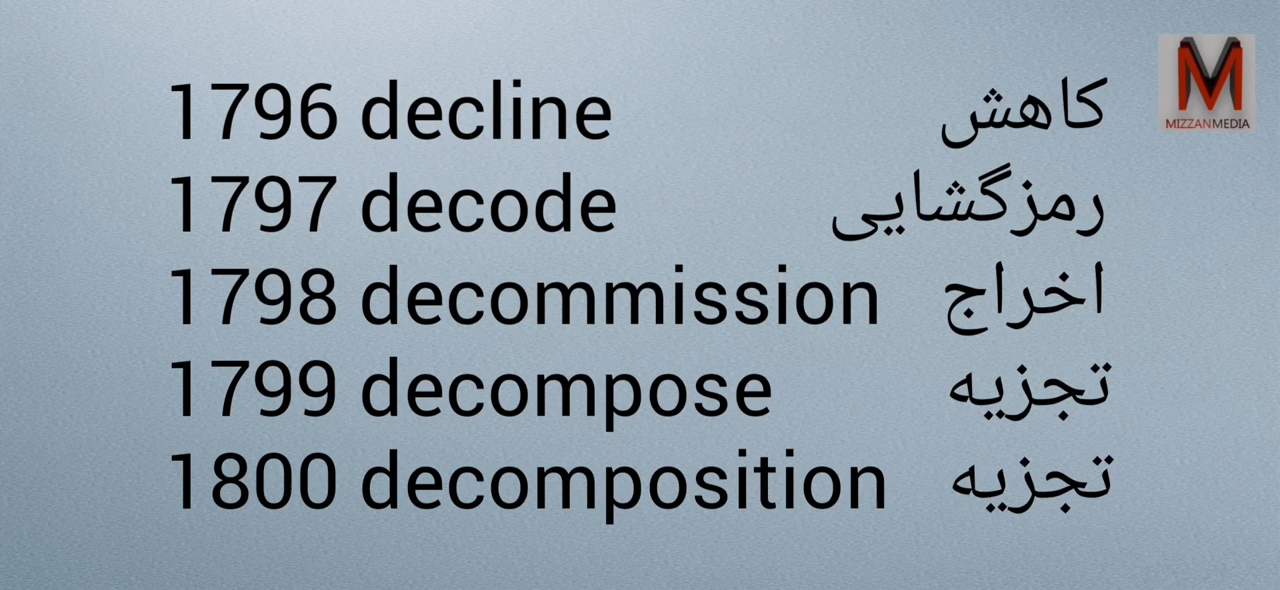 1796 decline کاهش
1797 decode رمزگشایی
1798 decommission اخراج
1799 decompose تجزیه
1800 decomposition تجزیه
MIZZANMEDIA